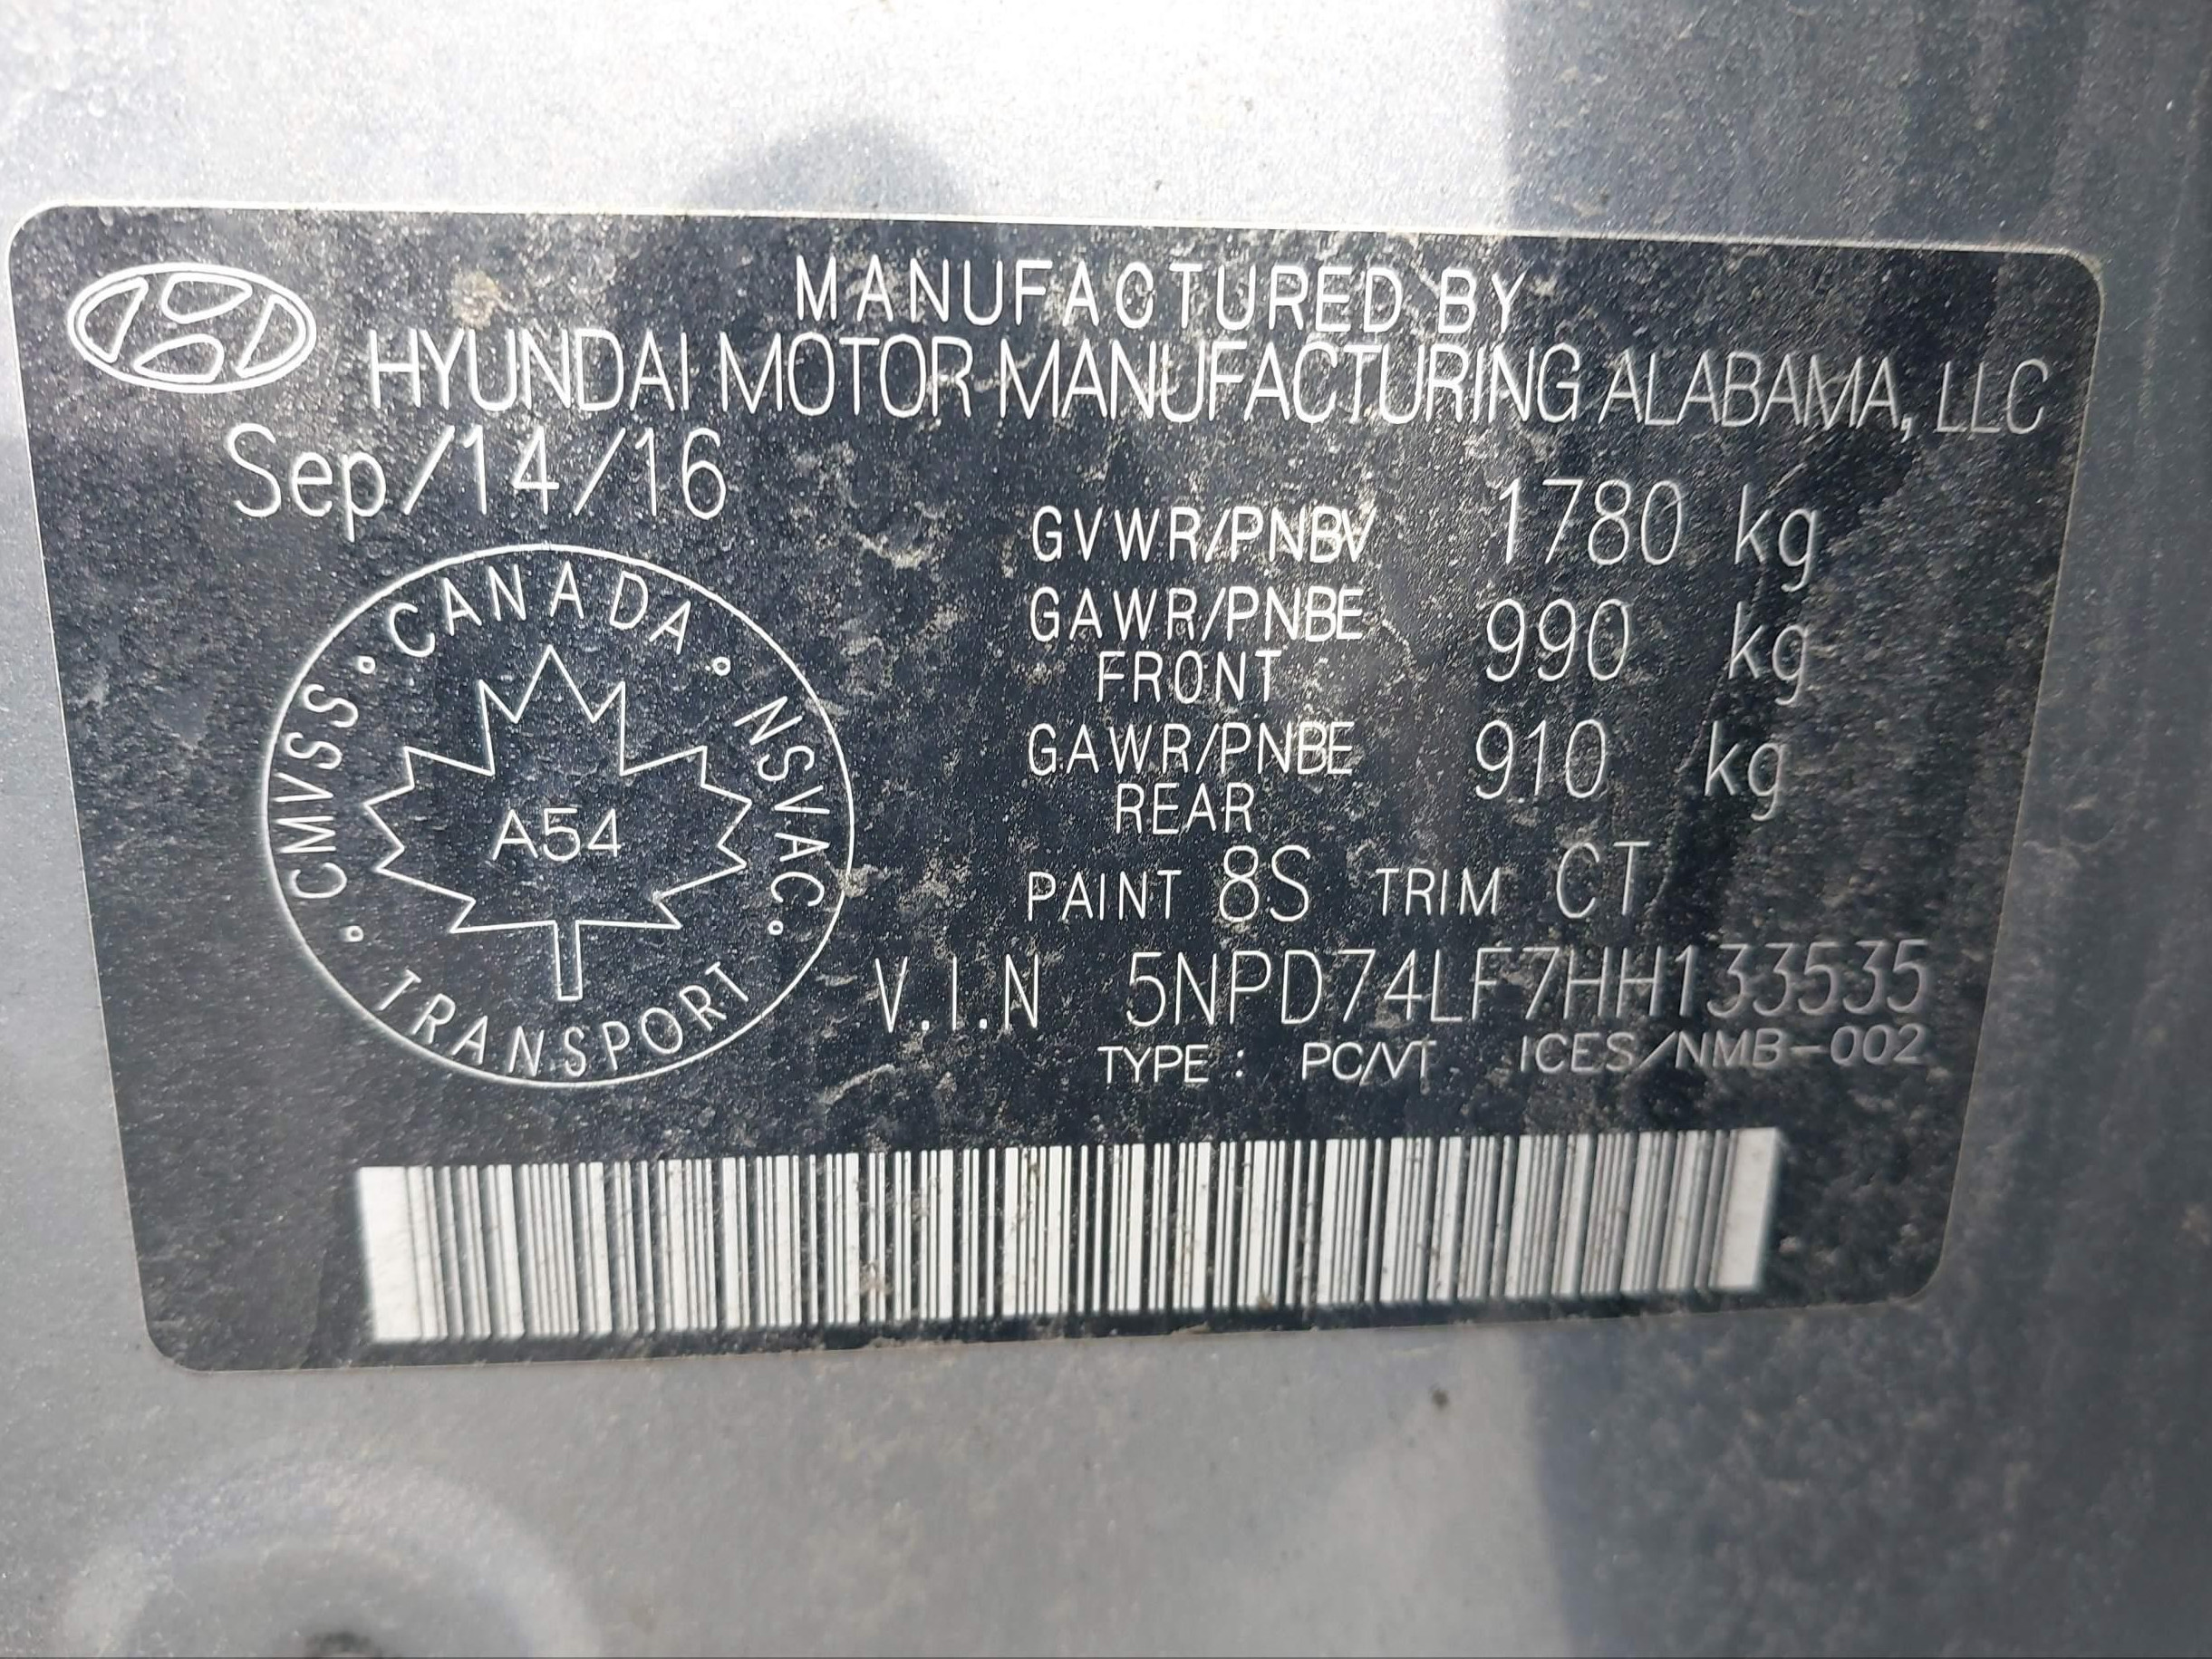 MANUFACTURED BY
HYUNDAI MOTOR MANUFACTURING ALABAMA, LLC
Sep/14/16
GVWR/PNBV 1780 kg
GAWR/PNBE FRONT 990 kg
GAWR/PNBE REAR 910 kg
CANADA · NSVAC · TRANSPORT · CMVSS ·
A54
PAINT 8S TRIM CT
V.I.N 5NPD74LF7HH133535
TYPE : PC/VT ICES/NMB-002